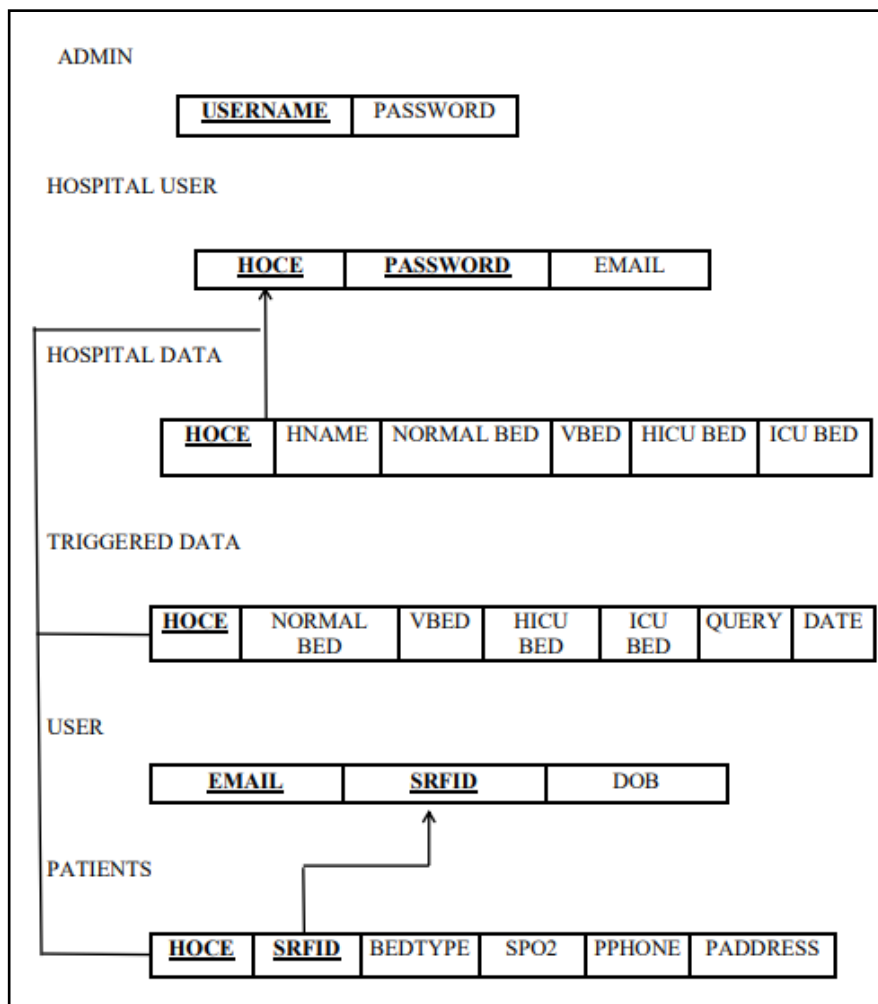 ADMIN
USERNAME PASSWORD
HOSPITAL USER
HOCE PASSWORD EMAIL
HOSPITAL DATA
HOCE HNAME NORMAL BED VBED HICU BED ICU BED
TRIGGERED DATA
HOCE NORMAL VBED HICU ICU QUERY DATE
BED BED BED
USER
EMAIL SRFID DOB
PATIENTS
HOCE SRFID BEDTYPE SPO2 PPHONE PADDRESS